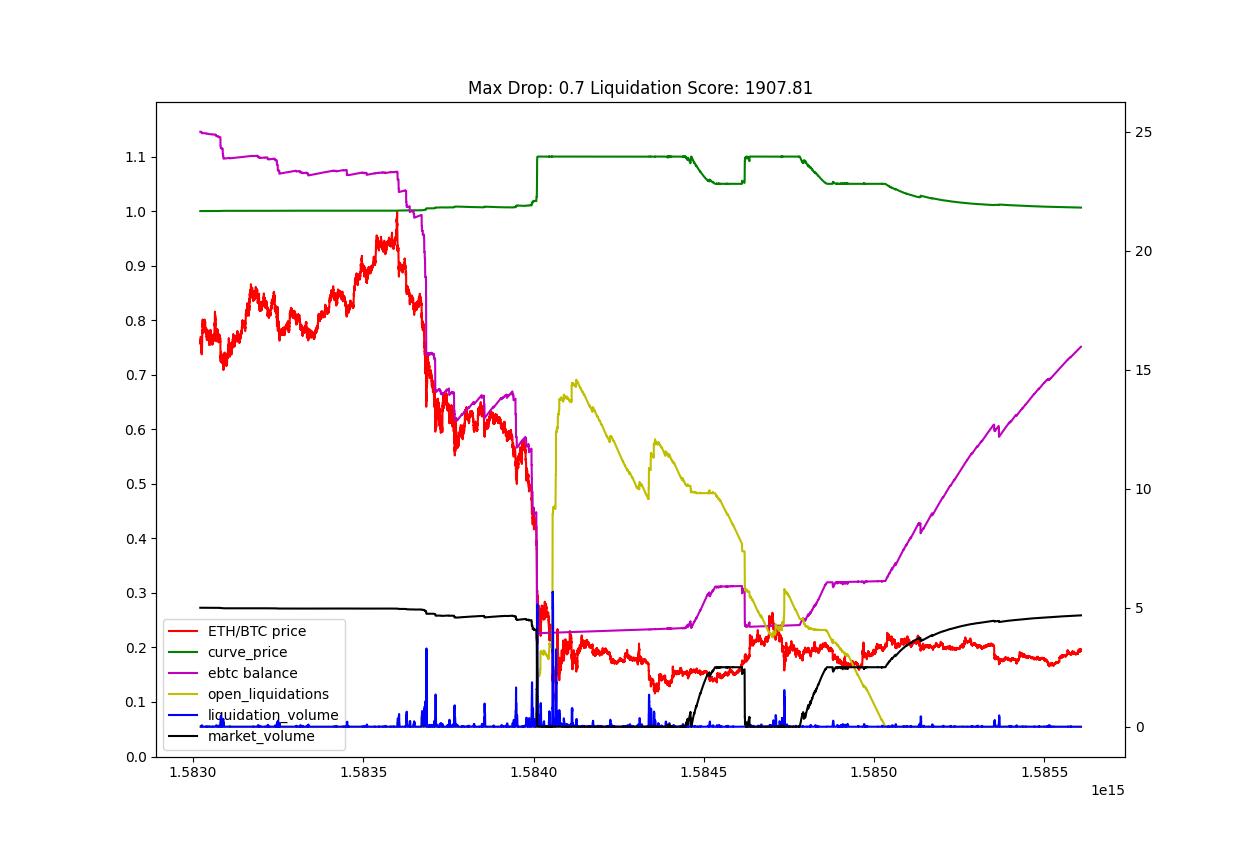 Max Drop: 0.7 Liquidation Score: 1907.81
1.1
1.0
0.9
0.8
0.7
0.6
0.5
0.4
0.3
0.2
0.1
0.0
25
20
15
10
5
0
ETH/BTC price
curve_price
ebtc balance
open_liquidations
liquidation_volume
market_volume
1.5830 1.5835 1.5840 1.5845 1.5850 1.5855
1e15